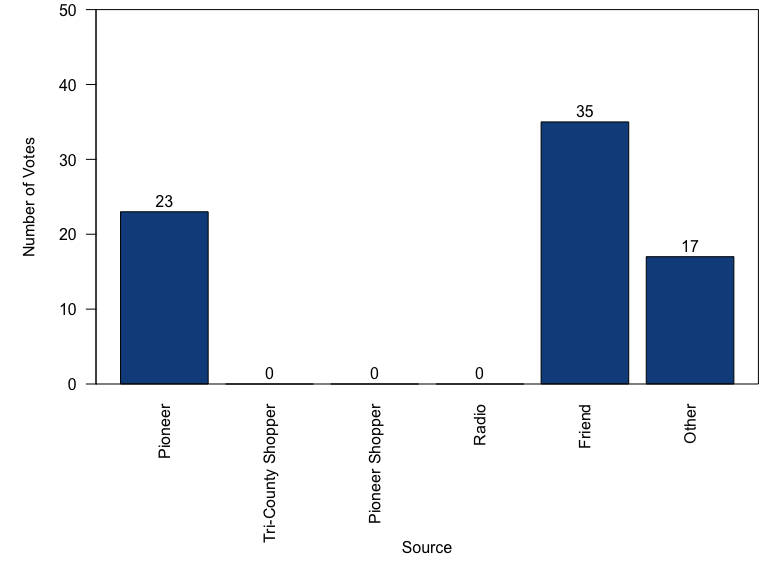 50
40
30
20
10
0
Number of Votes
23
0
0
0
35
17
Pioneer
Tri-County Shopper
Pioneer Shopper
Radio
Friend
Other
Source